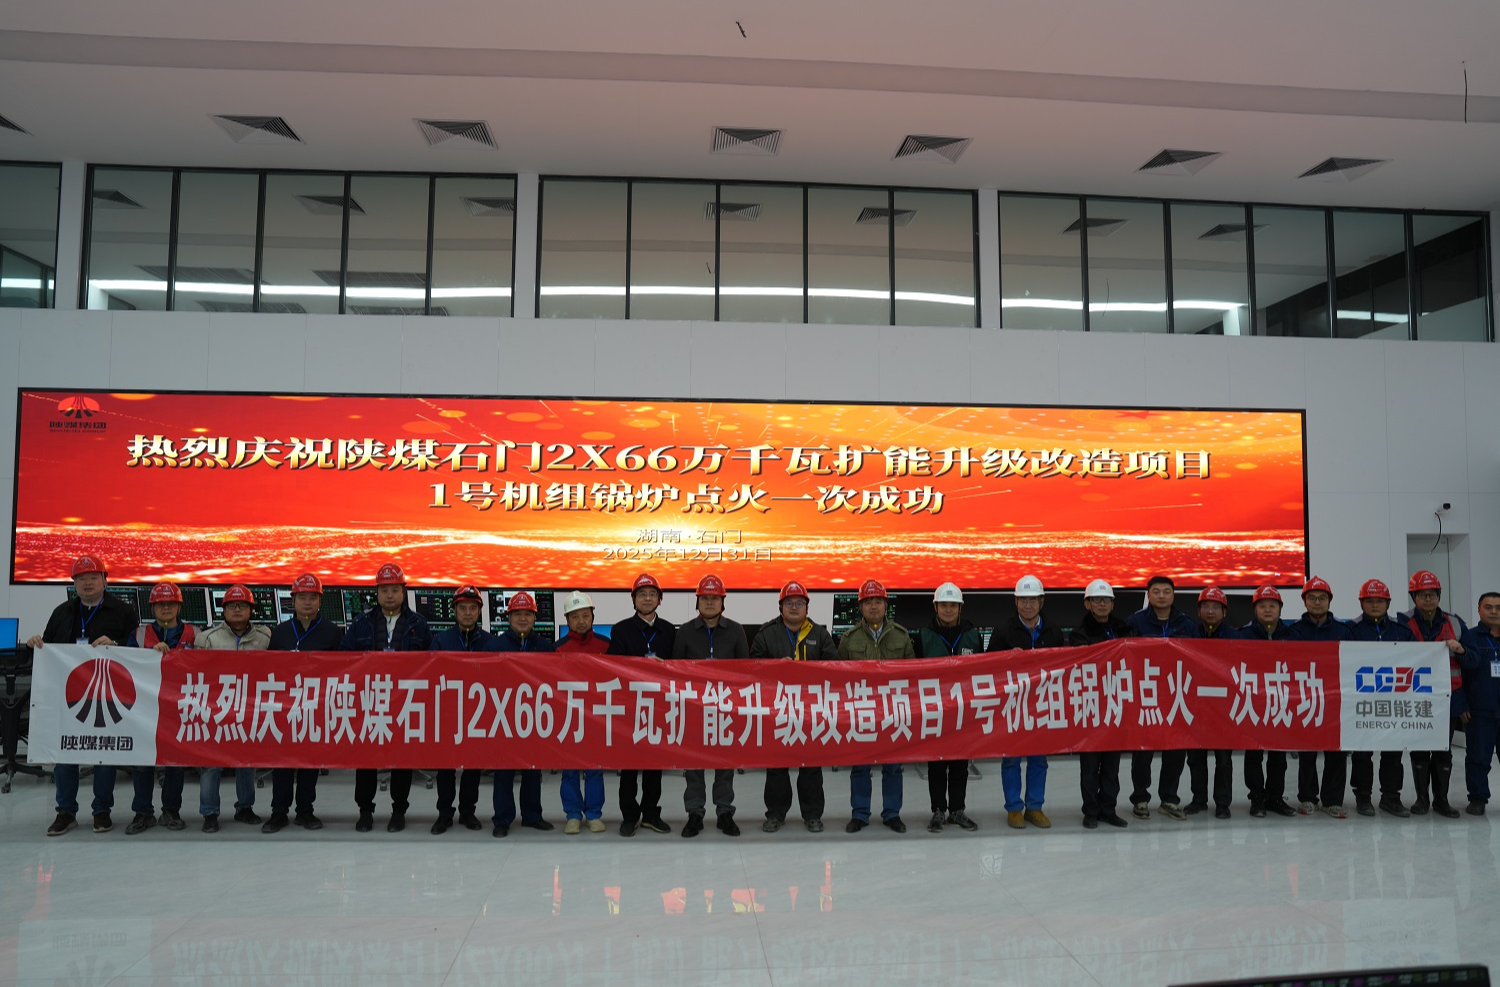 陕煤集团
热烈庆祝陕煤石门2X66万千瓦扩能升级改造项目
1号机组锅炉点火一次成功
湖南·石门
2025年12月31日
陕煤集团
热烈庆祝陕煤石门2X66万千瓦扩能升级改造项目1号机组锅炉点火一次成功
CEEC
中国能建
ENERGY CHINA